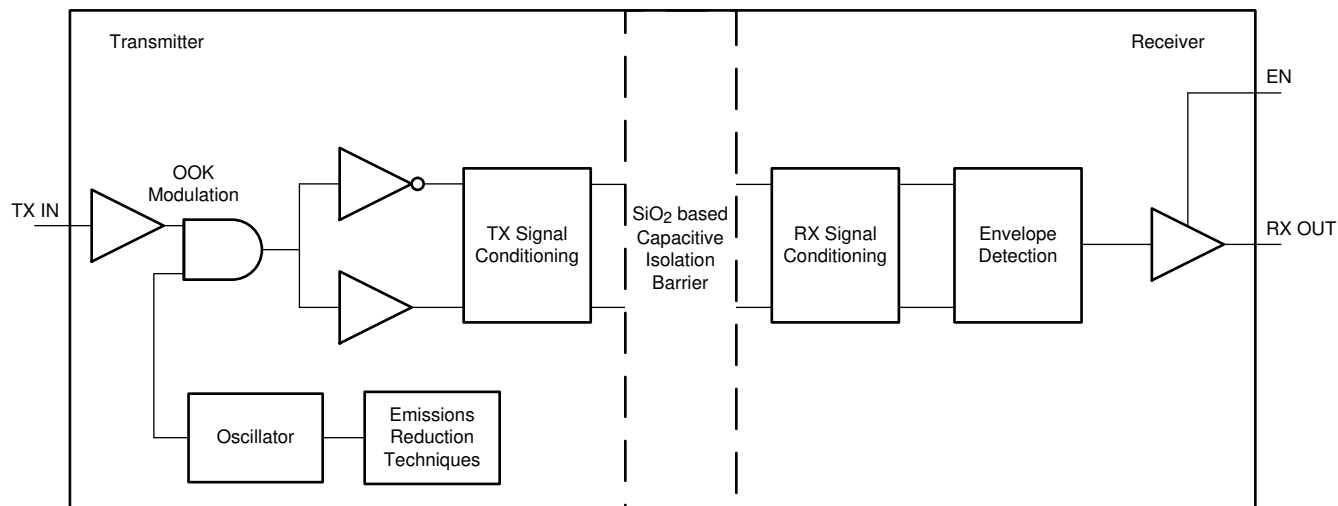 Transmitter
Receiver
EN
OOK
Modulation
TX IN
TX Signal
Conditioning
SiO2 based
Capacitive
Isolation
Barrier
RX Signal
Conditioning
Envelope
Detection
RX OUT
Oscillator
Emissions
Reduction
Techniques